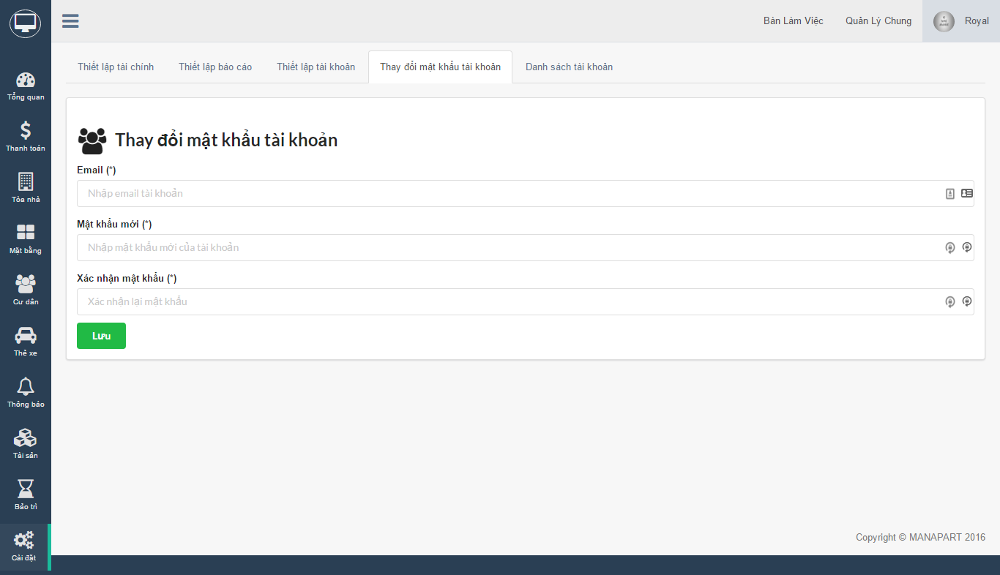 Bàn Làm Việc
Quản Lý Chung
Royal
Tổng quan
Thanh toán
Tòa nhà
Mặt bằng
Cư dân
Thẻ xe
Thông báo
Tài sản
Bảo trì
Cài đặt
Thiết lập tài chính
Thiết lập báo cáo
Thiết lập tài khoản
Thay đổi mật khẩu tài khoản
Danh sách tài khoản
Thay đổi mật khẩu tài khoản
Email (*)
Nhập email tài khoản
Mật khẩu mới (*)
Nhập mật khẩu mới của tài khoản
Xác nhận mật khẩu (*)
Xác nhận lại mật khẩu
Lưu
Copyright © MANAPART 2016